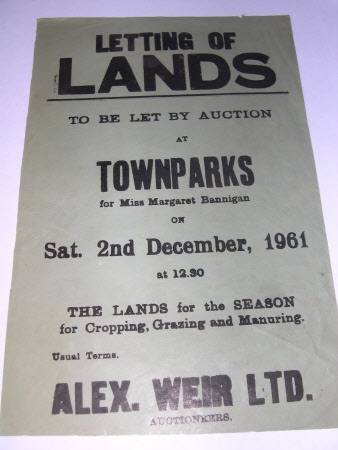 LETTING OF
LANDS
TO BE LET BY AUCTION
AT
TOWNPARKS
for Miss Margaret Bannigan
ON
Sat. 2nd December, 1961
at 12.30
THE LANDS for the SEASON
for Cropping, Grazing and Manuring.
Usual Terms.
ALEX. WEIR LTD.
AUCTIONEERS.